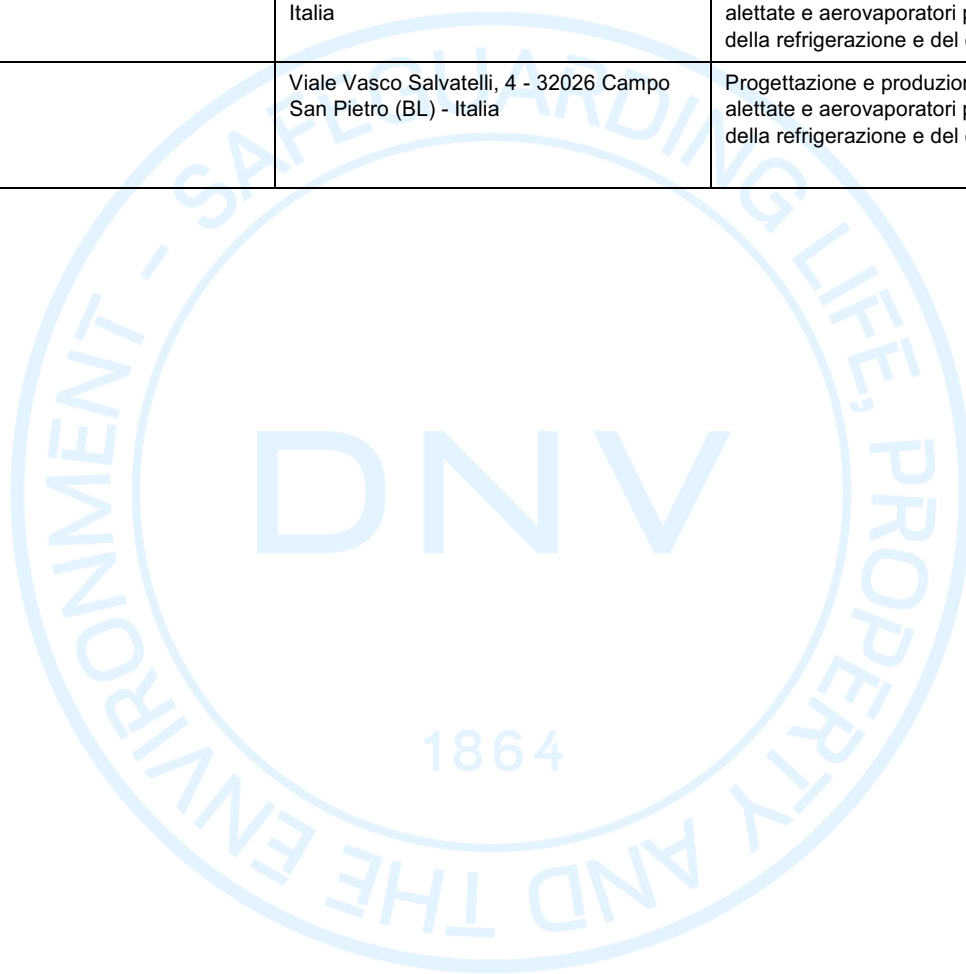 Italia
alettate e aerovaporatori
della refrigerazione e del
Viale Vasco Salvatelli, 4 - 32026 Campo
San Pietro (BL) - Italia
Progettazione e
alettate e aerovaporatori
della refrigerazione e del
SAFEGUARDING LIFE, PROPERTY AND THE ENVIRONMENT -
DNV
1864